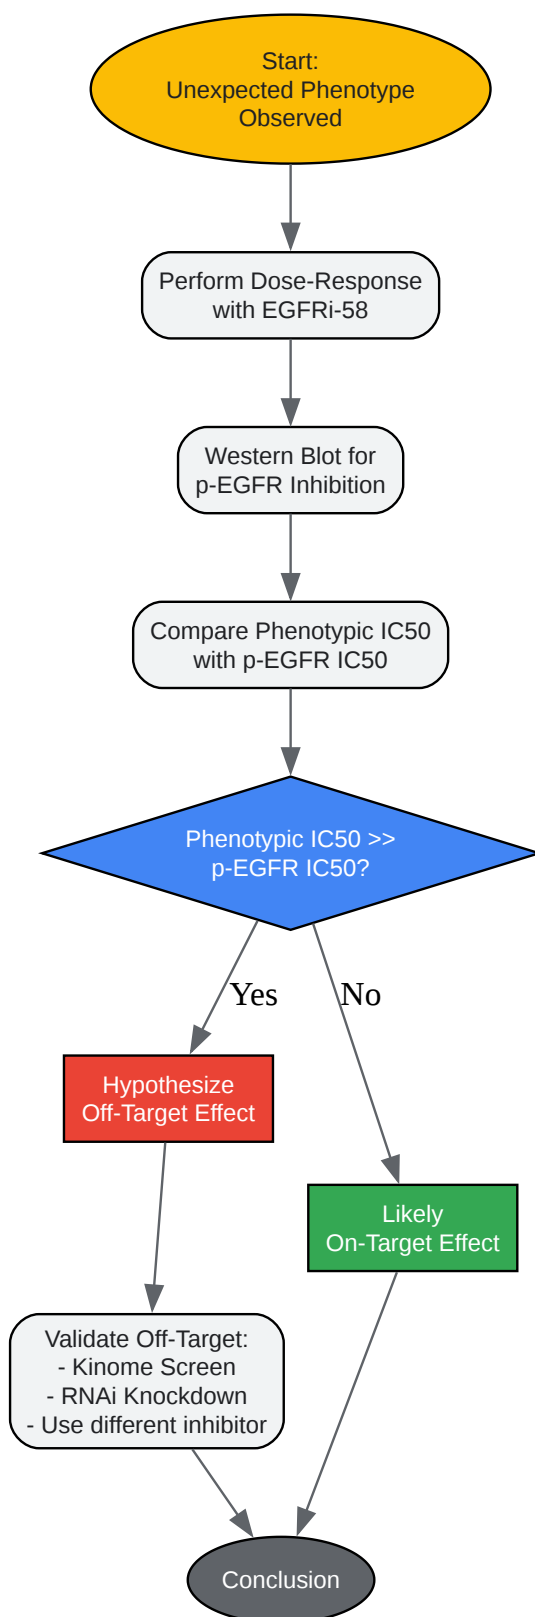 Start:
Unexpected Phenotype
Observed
Perform Dose-Response
with EGFRi-58
Western Blot for
p-EGFR Inhibition
Compare Phenotypic IC50
with p-EGFR IC50
Phenotypic IC50 >>
p-EGFR IC50?
Yes
No
Hypothesize
Off-Target Effect
Likely
On-Target Effect
Validate Off-Target:
- Kinome Screen
- RNAi Knockdown
- Use different inhibitor
Conclusion